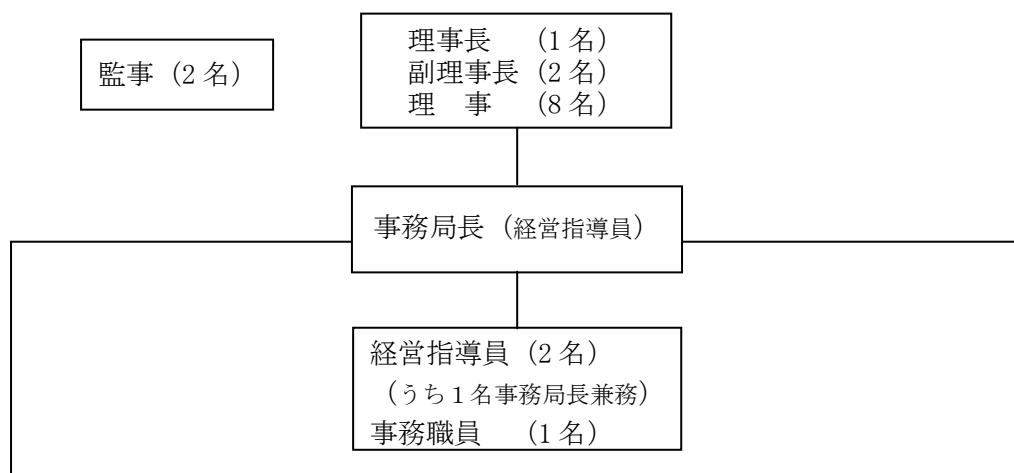 監事（2名）
理事長　（1名）
副理事長（2名）
理　事　（8名）
事務局長（経営指導員）
経営指導員（2名）
（うち１名事務局長兼務）
事務職員　（1名）